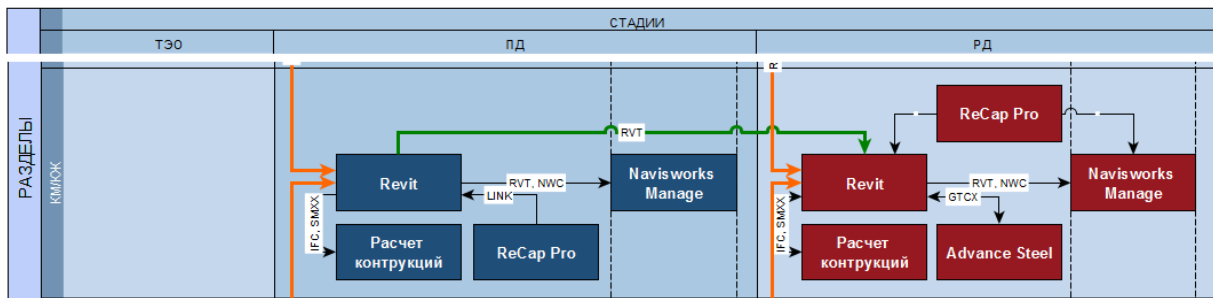 СТАДИИ
ТЭО
ПД
РД
РАЗДЕЛЫ
КМ/КЖ
R
ReCap Pro
RVT
Revit
RVT, NWC
LINK
Navisworks
Manage
Revit
RVT, NWC
GTCX
Navisworks
Manage
IFC, SMXX
Расчет
контрукций
ReCap Pro
IFC, SMXX
Расчет
контрукций
Advance Steel